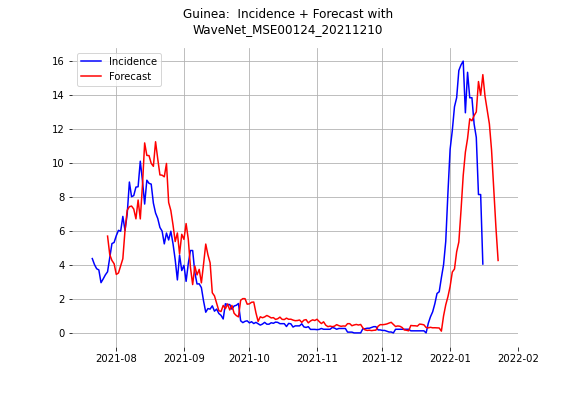 Guinea:  Incidence + Forecast with
WaveNet_MSE00124_20211210
Incidence
Forecast
16
14
12
10
8
6
4
2
0
2021-08 2021-09 2021-10 2021-11 2021-12 2022-01 2022-02